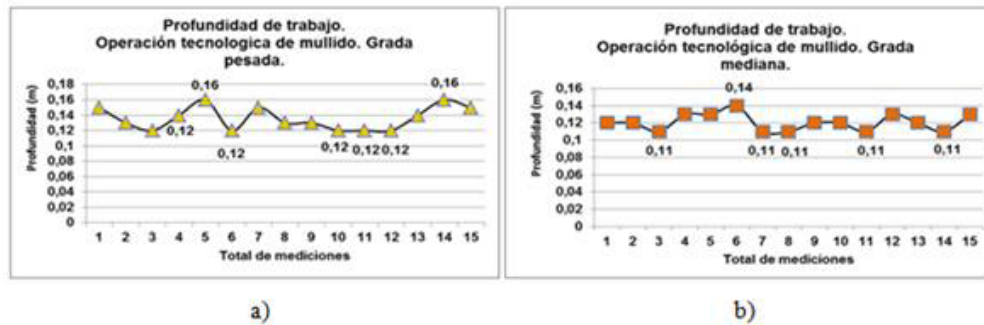 Profundidad de trabajo.
Operación tecnologica de mullido. Grada
pesada.
Profundidad (m)
0,18
0,16
0,14
0,12
0,1
0,08
0,06
0,04
0,02
0
0,16
0,16
0,12
0,12
0,12 0,12 0,12
1 2 3 4 5 6 7 8 9 10 11 12 13 14 15
Total de mediciones
a)
Profundidad de trabajo.
Operación tecnológica de mullido. Grada
mediana.
Profundidad (m)
0,16
0,14
0,12
0,1
0,08
0,06
0,04
0,02
0
0,14
0,11
0,11 0,11
0,11
0,11
1 2 3 4 5 6 7 8 9 10 11 12 13 14 15
Total de mediciones
b)